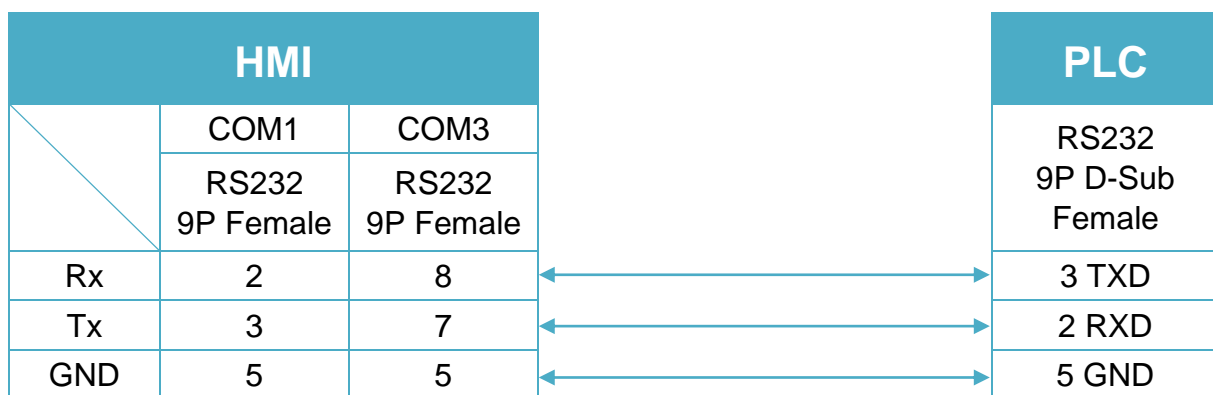 HMI
PLC
COM1 COM3
RS232
9P Female
RS232
9P Female
RS232
9P D-Sub
Female
Rx 2 8 3 TXD
Tx 3 7 2 RXD
GND 5 5 5 GND